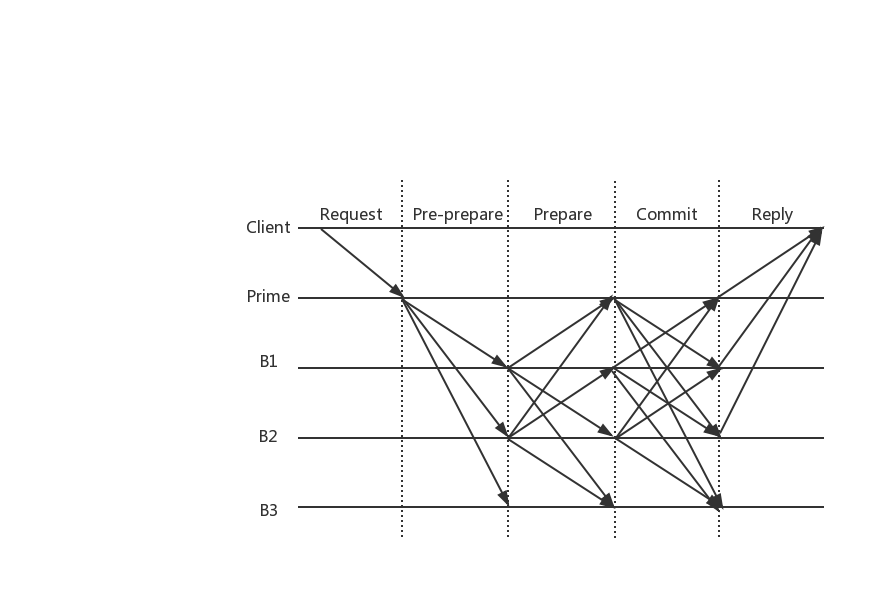 Request Pre-prepare Prepare Commit Reply
Client
Prime
B1
B2
B3